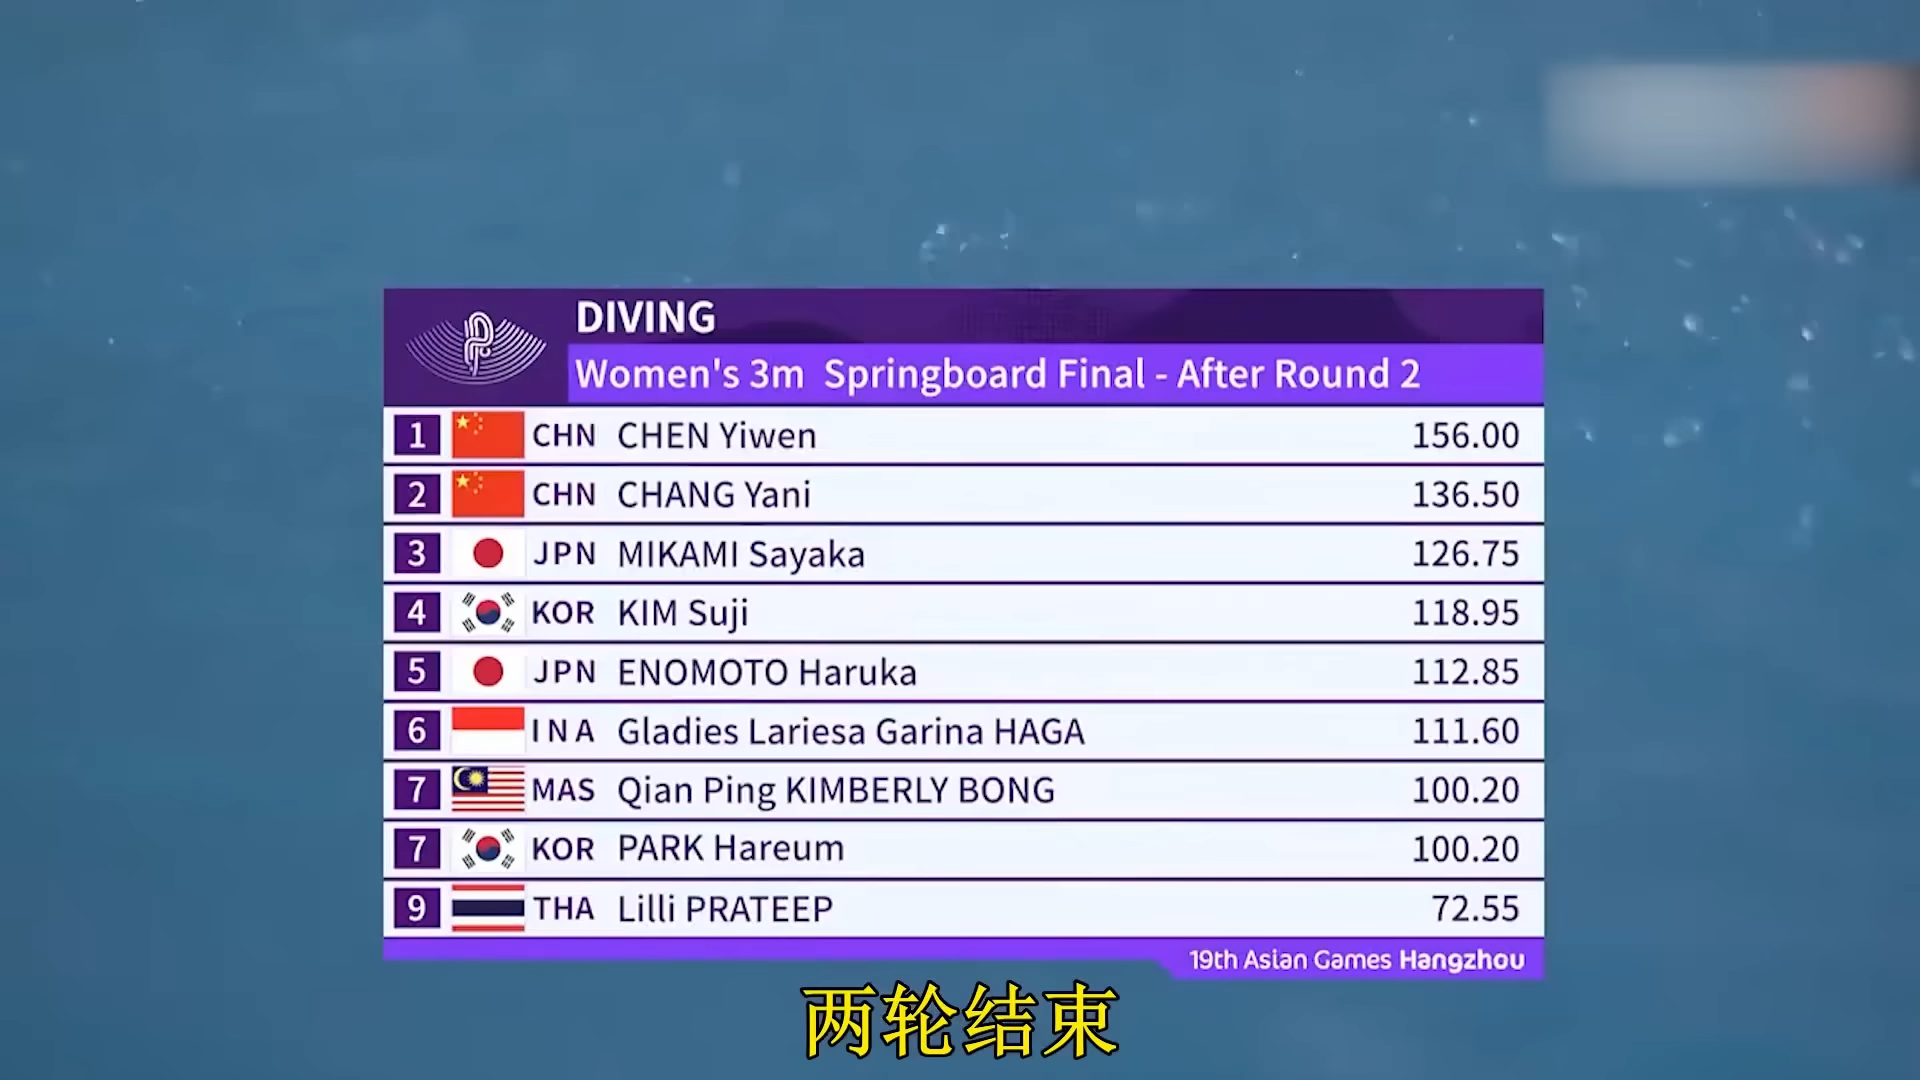 DIVING
Women's 3m Springboard Final - After Round 2
1 CHN CHEN Yiwen 156.00
2 CHN CHANG Yani 136.50
3 JPN MIKAMI Sayaka 126.75
4 KOR KIM Suji 118.95
5 JPN ENOMOTO Haruka 112.85
6 INA Gladies Lariesa Garina HAGA 111.60
7 MAS Qian Ping KIMBERLY BONG 100.20
7 KOR PARK Hareum 100.20
9 THA Lilli PRATEEP 72.55
19th Asian Games Hangzhou
两轮结束